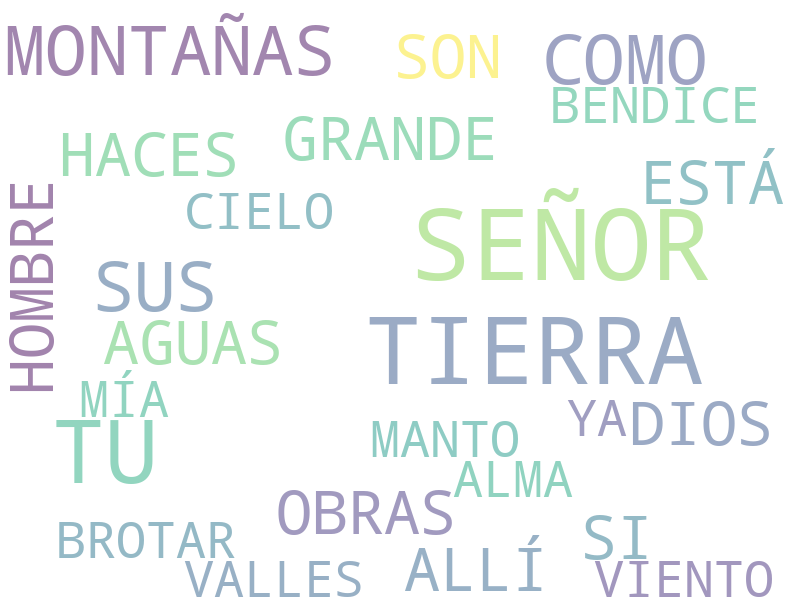 MONTAÑAS
SON
COMO
BENDICE
HACES
GRANDE
ESTÁ
HOMBRE
CIELO
SEÑOR
SUS
AGUAS
TIERRA
MÍA
YA
DIOS
TU
MANTO
ALMA
OBRAS
BROTAR
SI
VALLES
ALLÍ
VIENTO